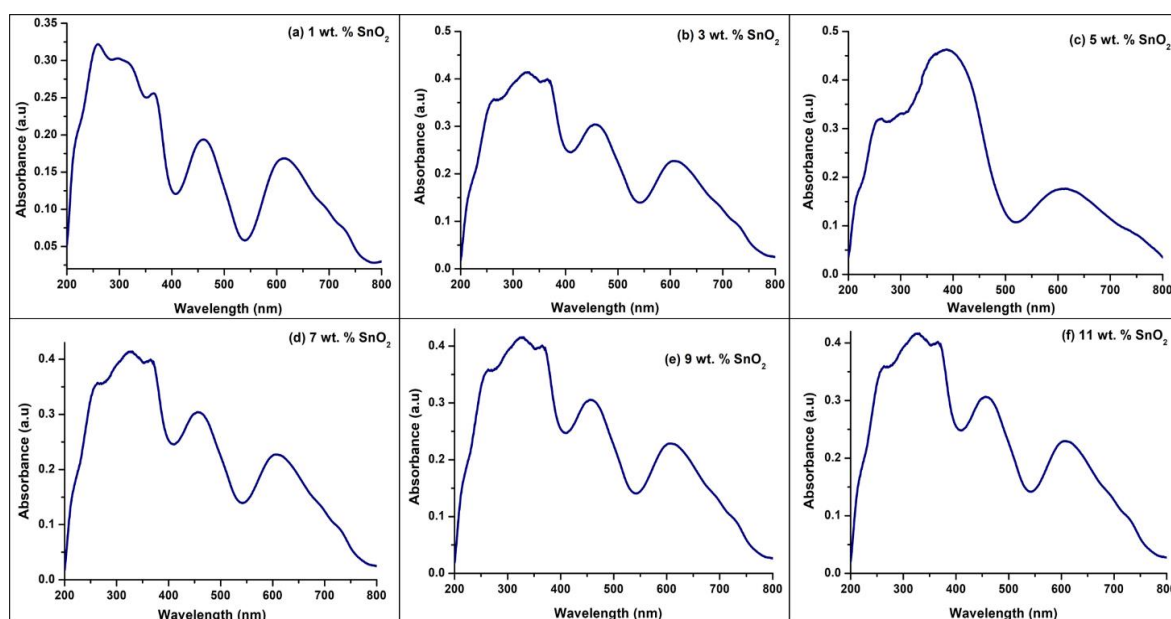 (a) 1 wt. % SnO₂
0.35
0.30
0.25
0.20
0.15
0.10
0.05
Absorbance (a.u)
200 300 400 500 600 700 800
Wavelength (nm)
(b) 3 wt. % SnO₂
0.5
0.4
0.3
0.2
0.1
0.0
Absorbance (a.u)
200 300 400 500 600 700 800
Wavelength (nm)
(c) 5 wt. % SnO₂
0.5
0.4
0.3
0.2
0.1
0.0
Absorbance (a.u)
200 300 400 500 600 700 800
Wavelength (nm)
(d) 7 wt. % SnO₂
0.4
0.3
0.2
0.1
0.0
Absorbance (a.u)
200 300 400 500 600 700 800
Wavelength (nm)
(e) 9 wt. % SnO₂
0.4
0.3
0.2
0.1
0.0
Absorbance (a.u)
200 300 400 500 600 700 800
Wavelength (nm)
(f) 11 wt. % SnO₂
0.4
0.3
0.2
0.1
0.0
Absorbance (a.u)
200 300 400 500 600 700 800
Wavelength (nm)